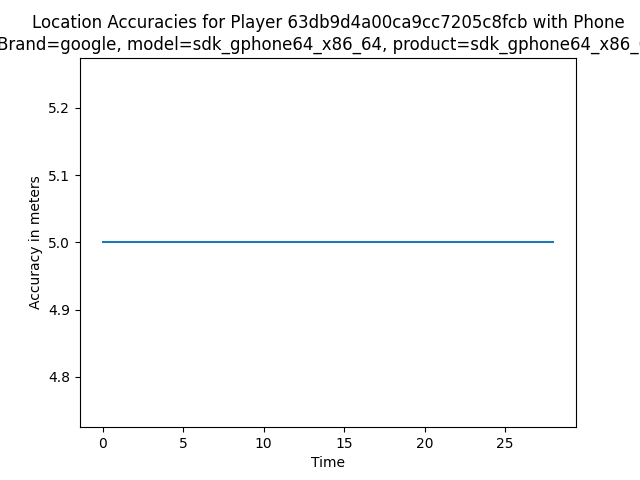 Location Accuracies for Player 63db9d4a00ca9cc7205c8fcb with Phone
Brand=google, model=sdk_gphone64_x86_64, product=sdk_gphone64_x86_
5.2
5.1
5.0
4.9
4.8
Accuracy in meters
0 5 10 15 20 25
Time